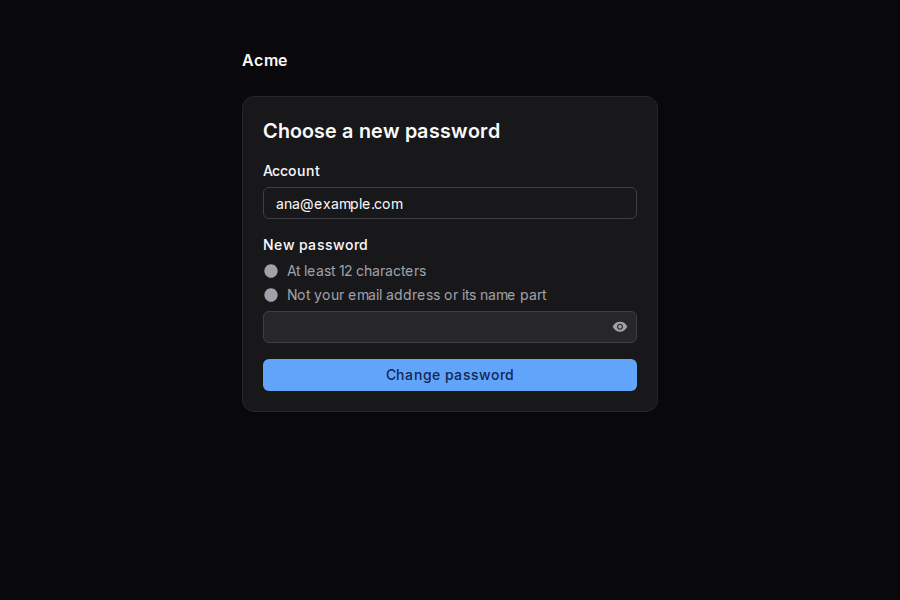 Acme
Choose a new password
Account
ana@example.com
New password
At least 12 characters
Not your email address or its name part
Change password